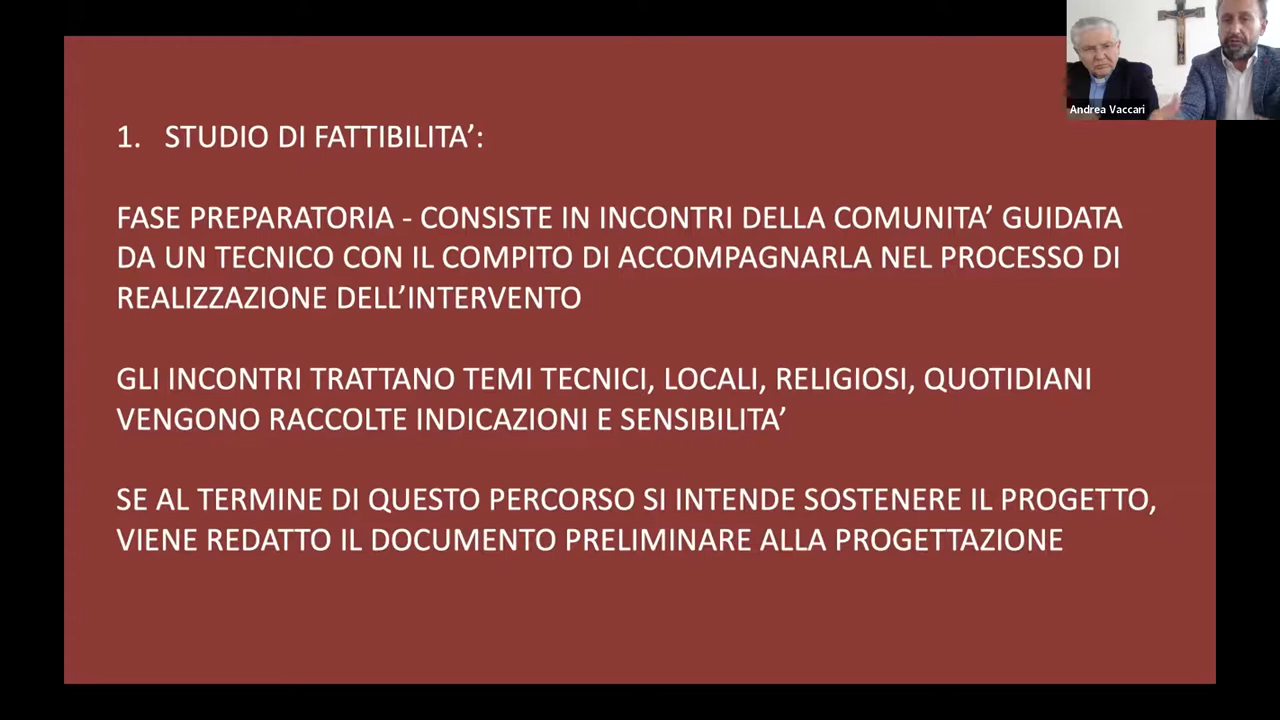 Andrea Vaccari
1. STUDIO DI FATTIBILITA’:
FASE PREPARATORIA - CONSISTE IN INCONTRI DELLA COMUNITA’ GUIDATA
DA UN TECNICO CON IL COMPITO DI ACCOMPAGNARLA NEL PROCESSO DI
REALIZZAZIONE DELL’INTERVENTO
GLI INCONTRI TRATTANO TEMI TECNICI, LOCALI, RELIGIOSI, QUOTIDIANI
VENGONO RACCOLTE INDICAZIONI E SENSIBILITA’
SE AL TERMINE DI QUESTO PERCORSO SI INTENDE SOSTENERE IL PROGETTO,
VIENE REDATTO IL DOCUMENTO PRELIMINARE ALLA PROGETTAZIONE